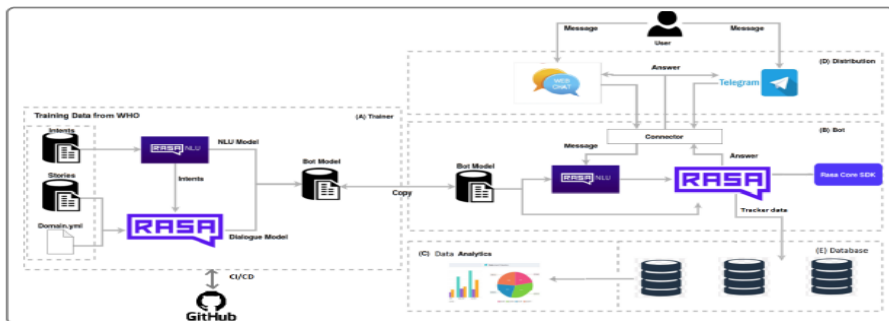 Message
Message
User
(D) Distribution
WEB
CHAT
Answer
Telegram
Training Data from WHO
(A) Trainer
Intents
RASA NLU
NLU Model
Bot Model
Stories
Intents
Domain.yml
RASA
Dialogue Model
Copy
CI/CD
GitHub
Connector
(B) Bot
Message
Answer
Bot Model
RASA NLU
RASA
Rasa Core SDK
Tracker data
(C) Data Analytics
(E) Database